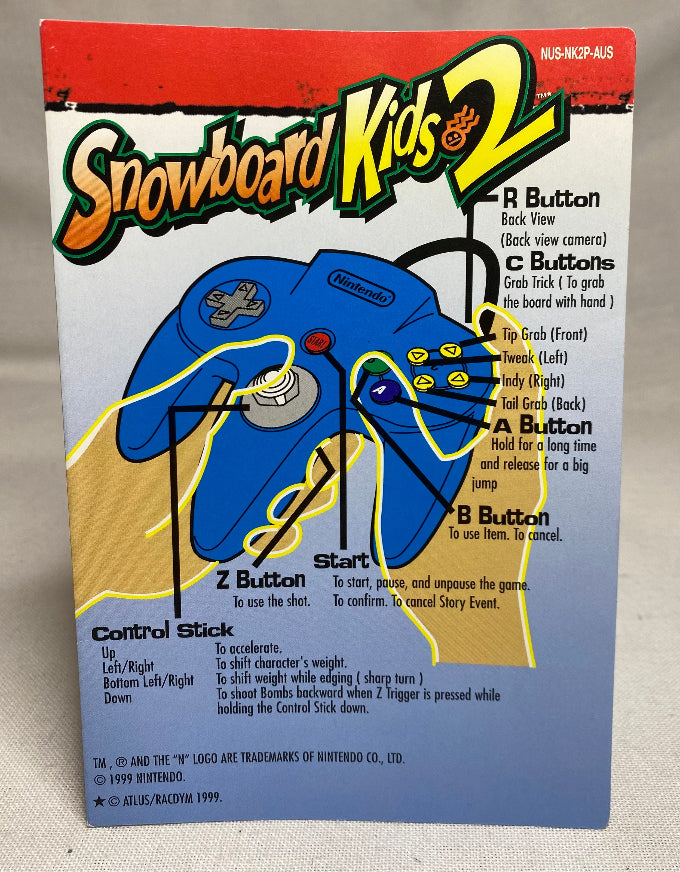 NUS-NK2P-AUS
Snowboard Kids 2 ™*
R Button
Back View
(Back view camera)
C Buttons
Grab Trick ( To grab
the board with hand )
Nintendo
START
Tip Grab (Front)
Tweak (Left)
Indy (Right)
Tail Grab (Back)
A
A Button
Hold for a long time
and release for a big
jump
B Button
To use Item. To cancel.
Start
To start, pause, and unpause the game.
To confirm. To cancel Story Event.
Z Button
To use the shot.
Control Stick
Up To accelerate.
Left/Right To shift character's weight.
Bottom Left/Right To shift weight while edging ( sharp turn )
Down To shoot Bombs backward when Z Trigger is pressed while
holding the Control Stick down.
TM , ® AND THE "N" LOGO ARE TRADEMARKS OF NINTENDO CO., LTD.
© 1999 NINTENDO.
★ © ATLUS/RACDYM 1999.